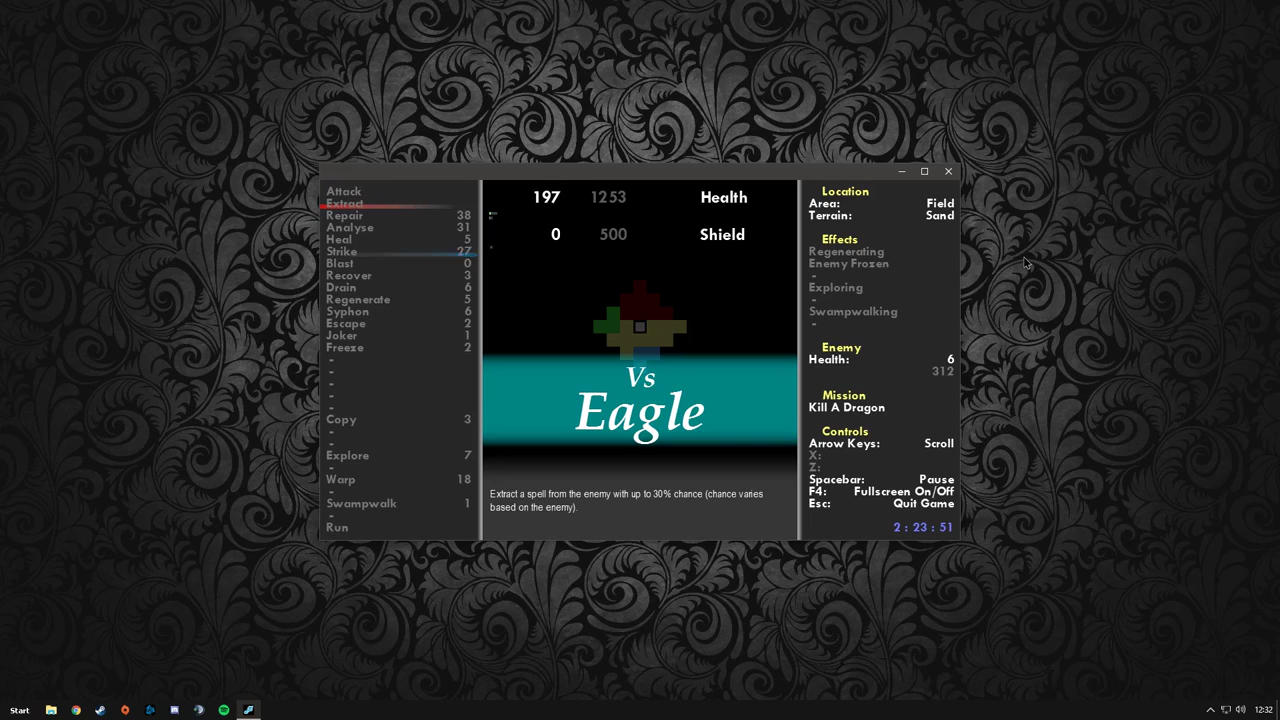 Attack
Extract
Repair 38
Analyse 31
Heal 5
Strike 27
Blast 0
Recover 3
Drain 6
Regenerate 5
Syphon 6
Escape 2
Joker 1
Freeze 2
-
-
-
-
-
Copy 3
-
-
Explore 7
-
Warp 18
-
Swampwalk 1
-
Run
197 1253 Health
0 500 Shield
Vs
Eagle
Extract a spell from the enemy with up to 30% chance (chance varies
based on the enemy).
Location
Area: Field
Terrain: Sand
Effects
Regenerating
Enemy Frozen
-
Exploring
-
Swampwalking
-
Enemy
Health: 6
312
Mission
Kill A Dragon
Controls
Arrow Keys: Scroll
X:
Z:
Spacebar: Pause
F4: Fullscreen On/Off
Esc: Quit Game
2 : 23 : 51
Start
12:32